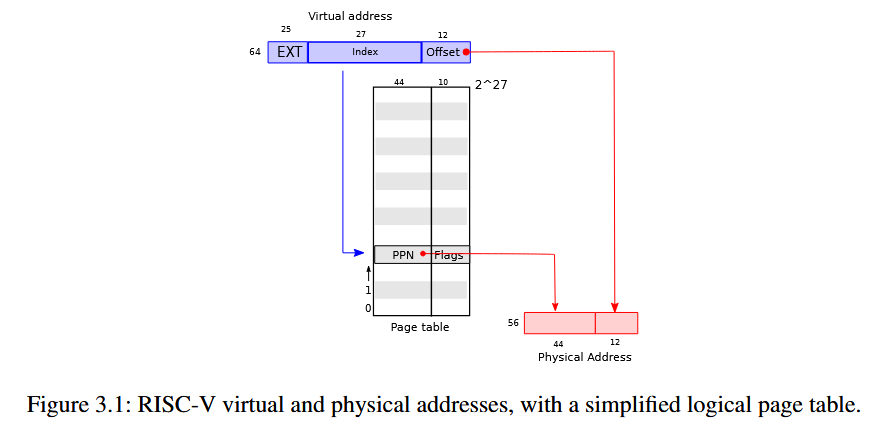 Virtual address
25
27
12
64
EXT
Index
Offset
44
10
2^27
PPN
Flags
1
0
Page table
56
44
12
Physical Address
Figure 3.1: RISC-V virtual and physical addresses, with a simplified logical page table.